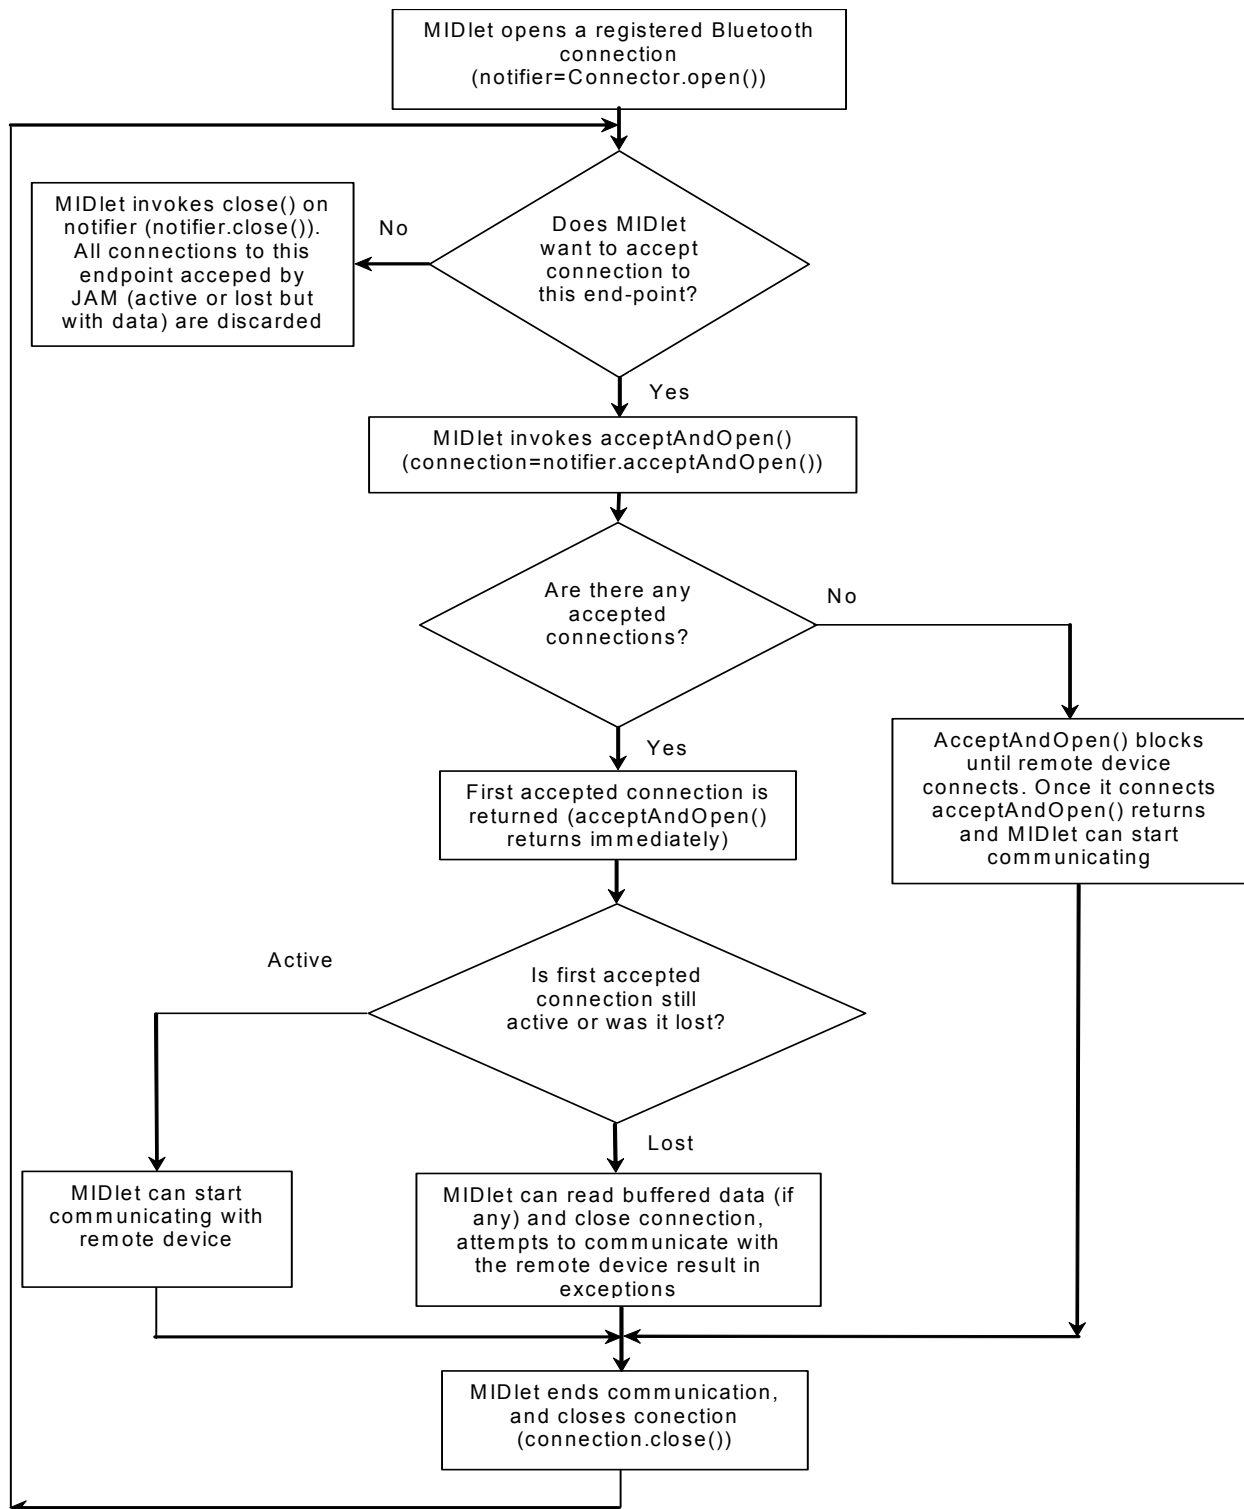 MIDlet opens a registered Bluetooth
connection
(notifier=Connector.open())
MIDlet invokes close() on
notifier (notifier.close()).
All connections to this
endpoint acceped by
JAM (active or lost but
with data) are discarded
No
Does MIDlet
want to accept
connection to
this end-point?
Yes
MIDlet invokes acceptAndOpen()
(connection=notifier.acceptAndOpen())
Are there any
accepted
connections?
No
Yes
AcceptAndOpen() blocks
until remote device
connects. Once it connects
acceptAndOpen() returns
and MIDlet can start
communicating
First accepted connection is
returned (acceptAndOpen()
returns immediately)
Active
Is first accepted
connection still
active or was it lost?
Lost
MIDlet can start
communicating with
remote device
MIDlet can read buffered data (if
any) and close connection,
attempts to communicate with
the remote device result in
exceptions
MIDlet ends communication,
and closes conection
(connection.close())